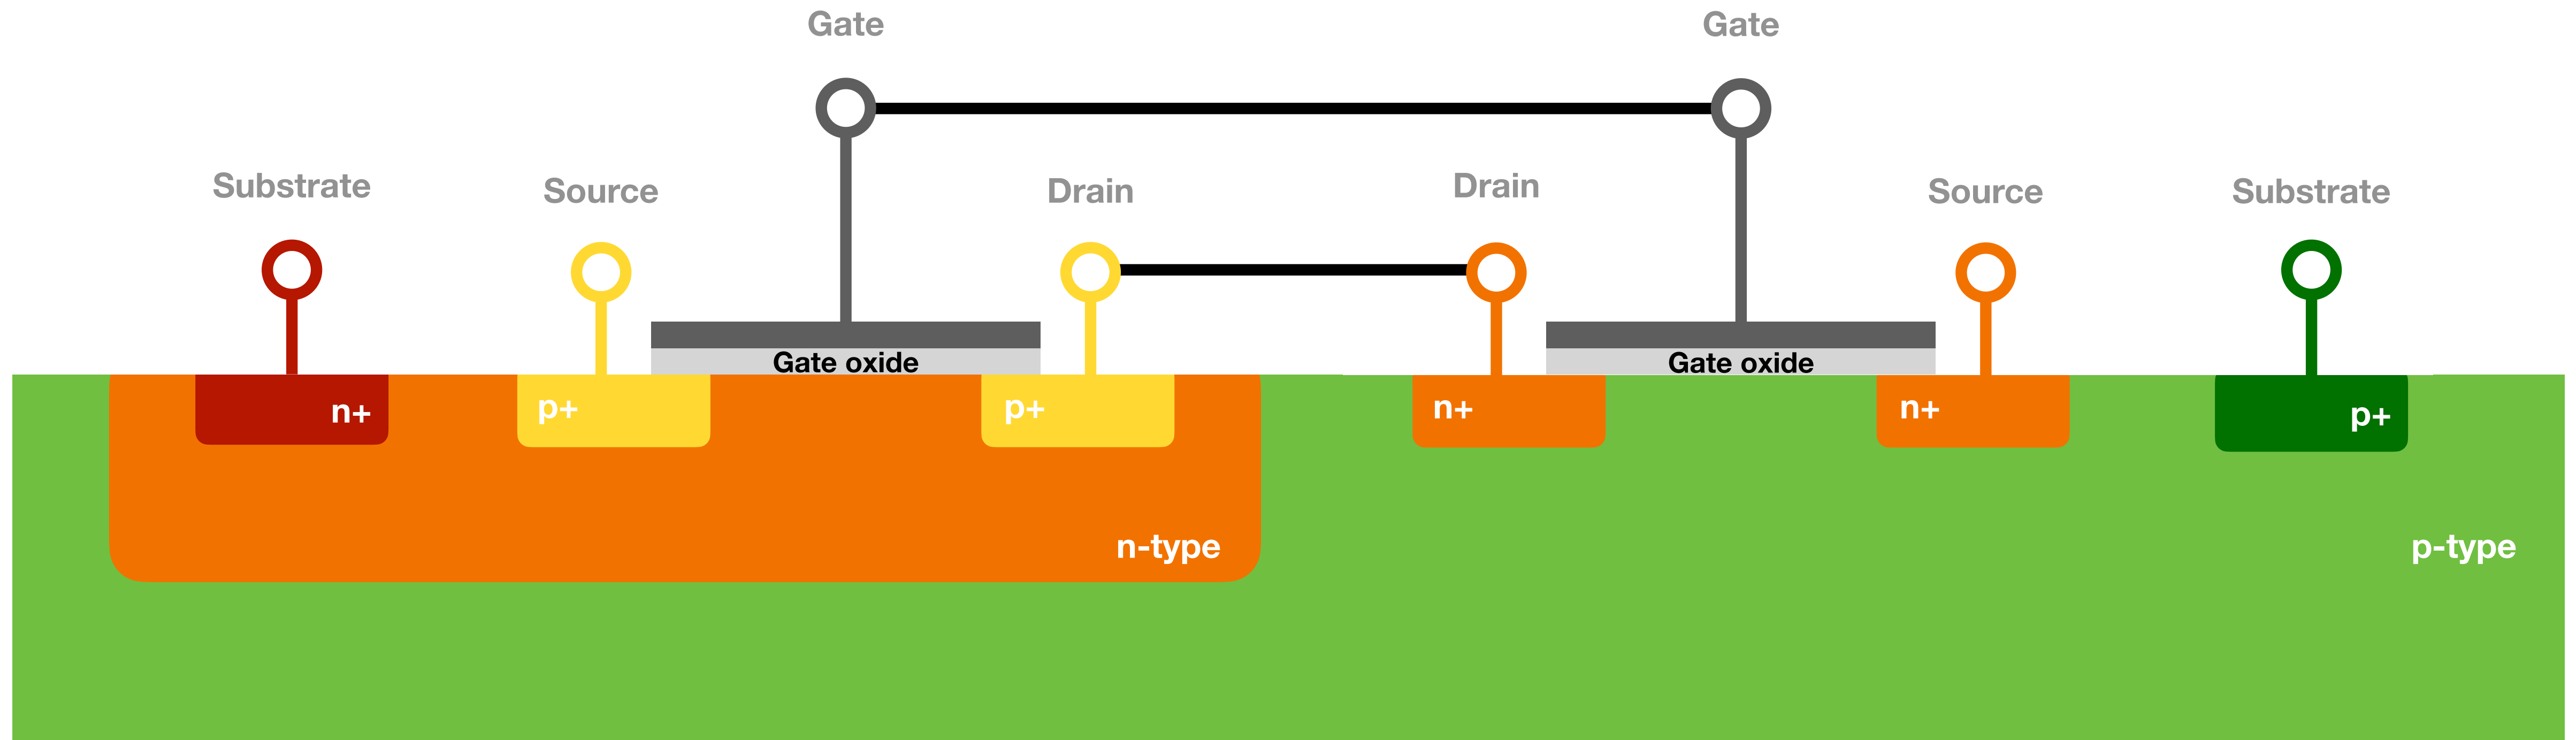 Gate
Gate
Substrate
Source
Drain
Drain
Source
Substrate
Gate oxide
Gate oxide
n+
p+
p+
n+
n+
p+
n-type
p-type